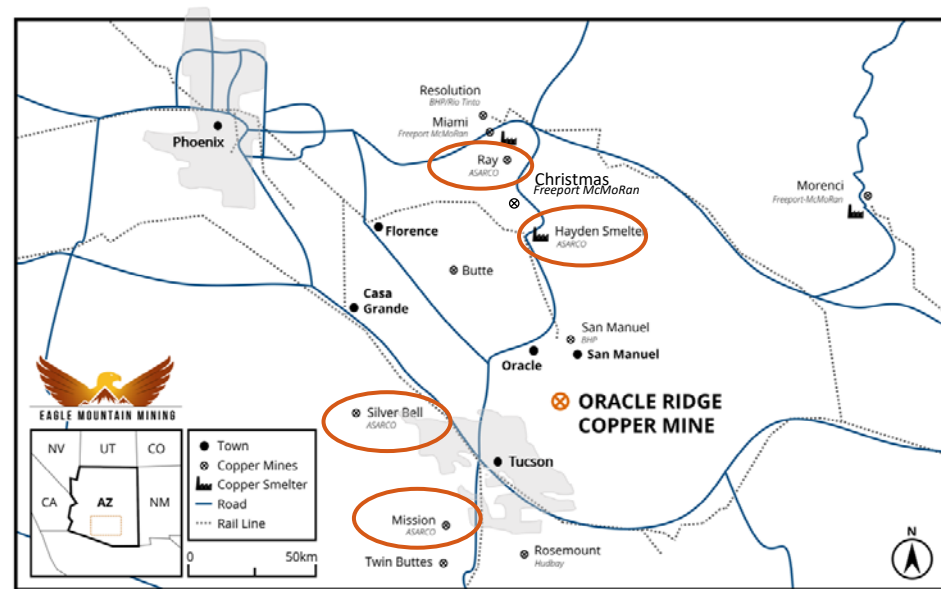 Resolution
BHP/Rio Tinto
Miami
Freeport McMoRan
Phoenix
Ray
ASARCO
Christmas
Freeport McMoRan
Morenci
Freeport-McMoRan
Florence
Hayden Smelte
ASARCO
Butte
Casa
Grande
San Manuel
BHP
Oracle
San Manuel
EAGLE MOUNTAIN MINING
ORACLE RIDGE
COPPER MINE
Silver Bell
ASARCO
Tucson
NV
UT
CO
CA
AZ
NM
Town
Copper Mines
Copper Smelter
Road
Rail Line
0
50km
Mission
ASARCO
Twin Buttes
Rosemount
Hudbay
N